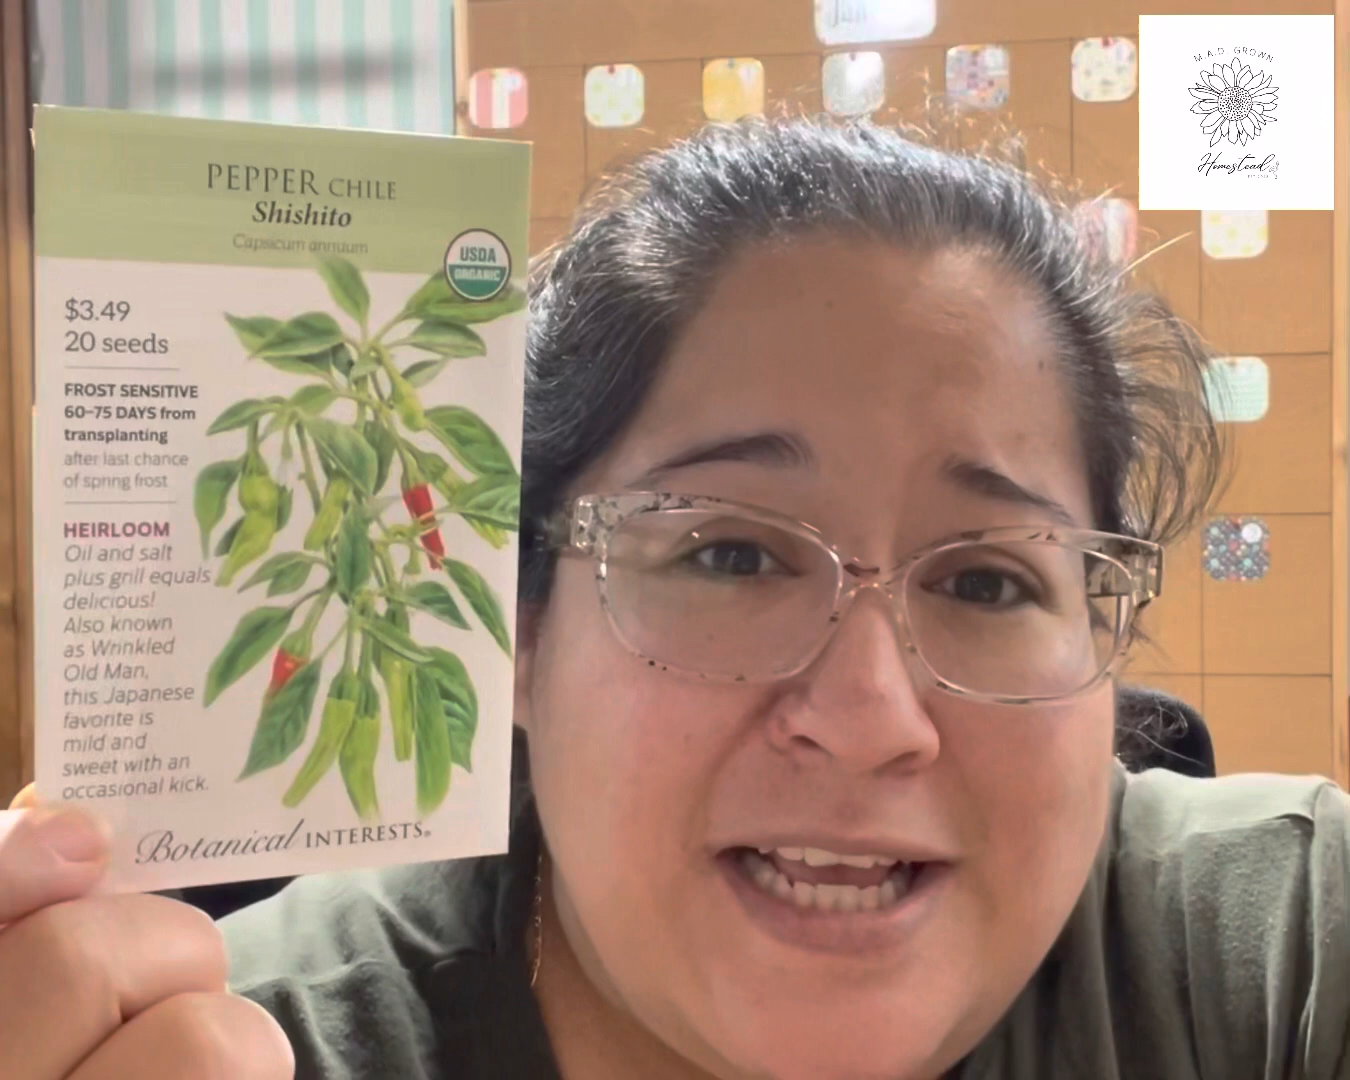 PEPPER CHILE
Shishito
Capsicum annuum
USDA
ORGANIC
$3.49
20 seeds
FROST SENSITIVE
60–75 DAYS from
transplanting
after last chance
of spring frost
HEIRLOOM
Oil and salt
plus grill equals
delicious!
Also known
as Wrinkled
Old Man,
this Japanese
favorite is
mild and
sweet with an
occasional kick.
Botanical INTERESTS®
Jan
M.A.D. GROWN
Homestead